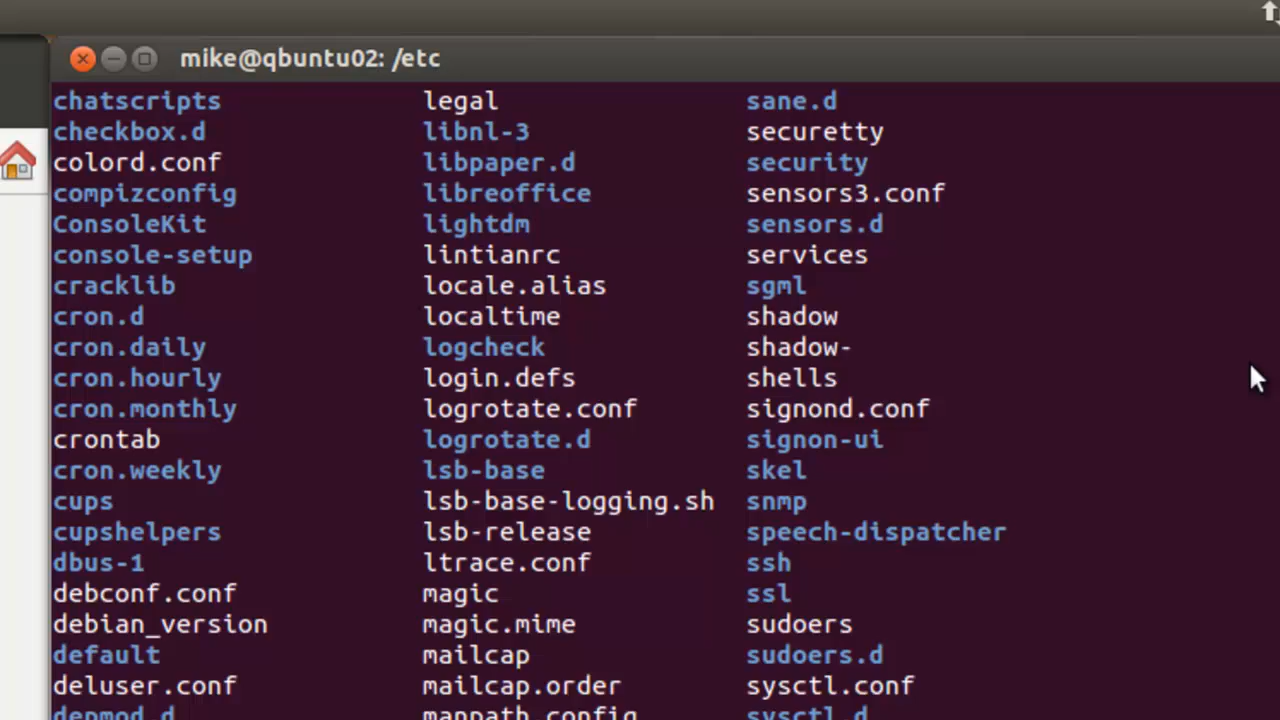 mike@qbuntu02: /etc
chatscripts legal sane.d
checkbox.d libnl-3 securetty
colord.conf libpaper.d security
compizconfig libreoffice sensors3.conf
ConsoleKit lightdm sensors.d
console-setup lintianrc services
cracklib locale.alias sgml
cron.d localtime shadow
cron.daily logcheck shadow-
cron.hourly login.defs shells
cron.monthly logrotate.conf signond.conf
crontab logrotate.d signon-ui
cron.weekly lsb-base skel
cups lsb-base-logging.sh snmp
cupshelpers lsb-release speech-dispatcher
dbus-1 ltrace.conf ssh
debconf.conf magic ssl
debian_version magic.mime sudoers
default mailcap sudoers.d
deluser.conf mailcap.order sysctl.conf
depmod.d manpath.config sysctl.d